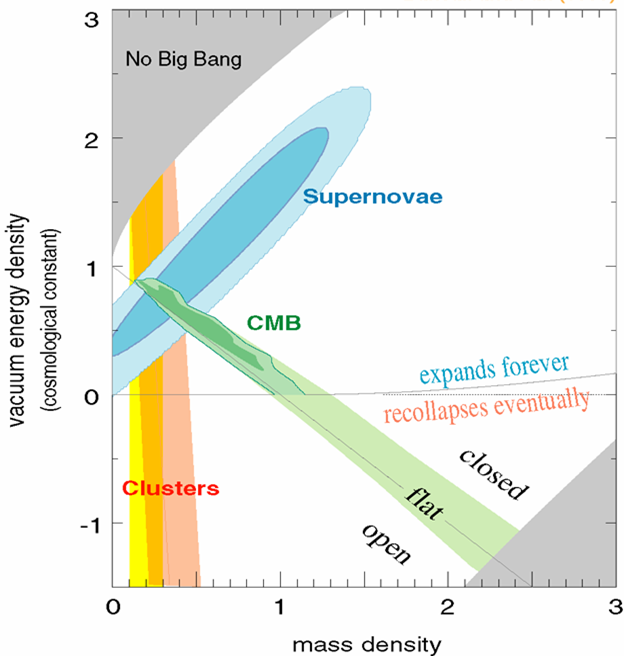 3
No Big Bang
2
Supernovae
1
CMB
expands forever
0
recollapses eventually
closed
Clusters
flat
-1
open
0
1
2
3
mass density
vacuum energy density
(cosmological constant)